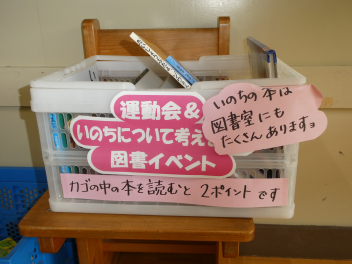 運動会&
いのちについて考え
図書イベント
いのちの本は
図書室にも
たくさんありますよ
カゴの中の本を読むと 2ポイント です